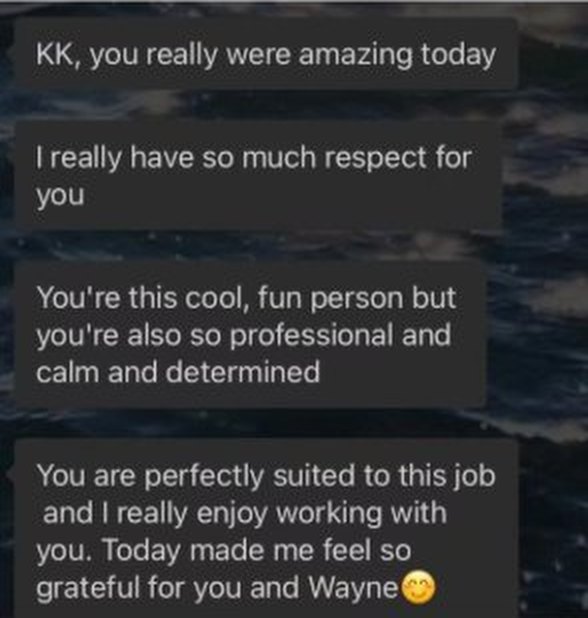 KK, you really were amazing today
I really have so much respect for
you
You're this cool, fun person but
you're also so professional and
calm and determined
You are perfectly suited to this job
and I really enjoy working with
you. Today made me feel so
grateful for you and Wayne😊